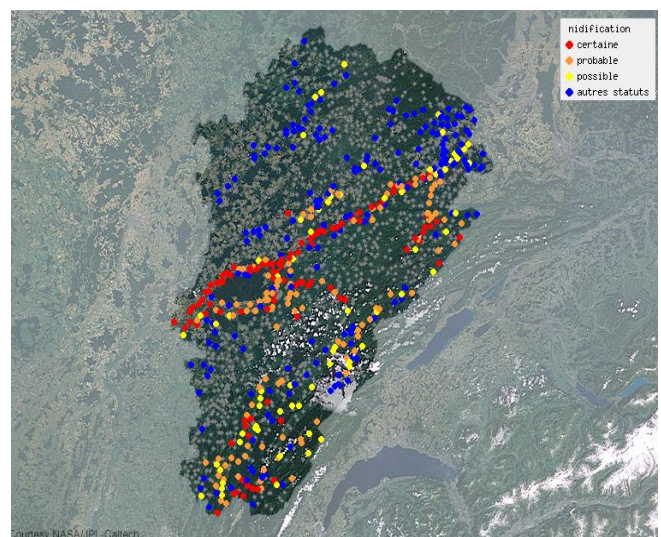 nidification
certaine
probable
possible
autres statuts
Courtesy NASA/JPL-Caltech